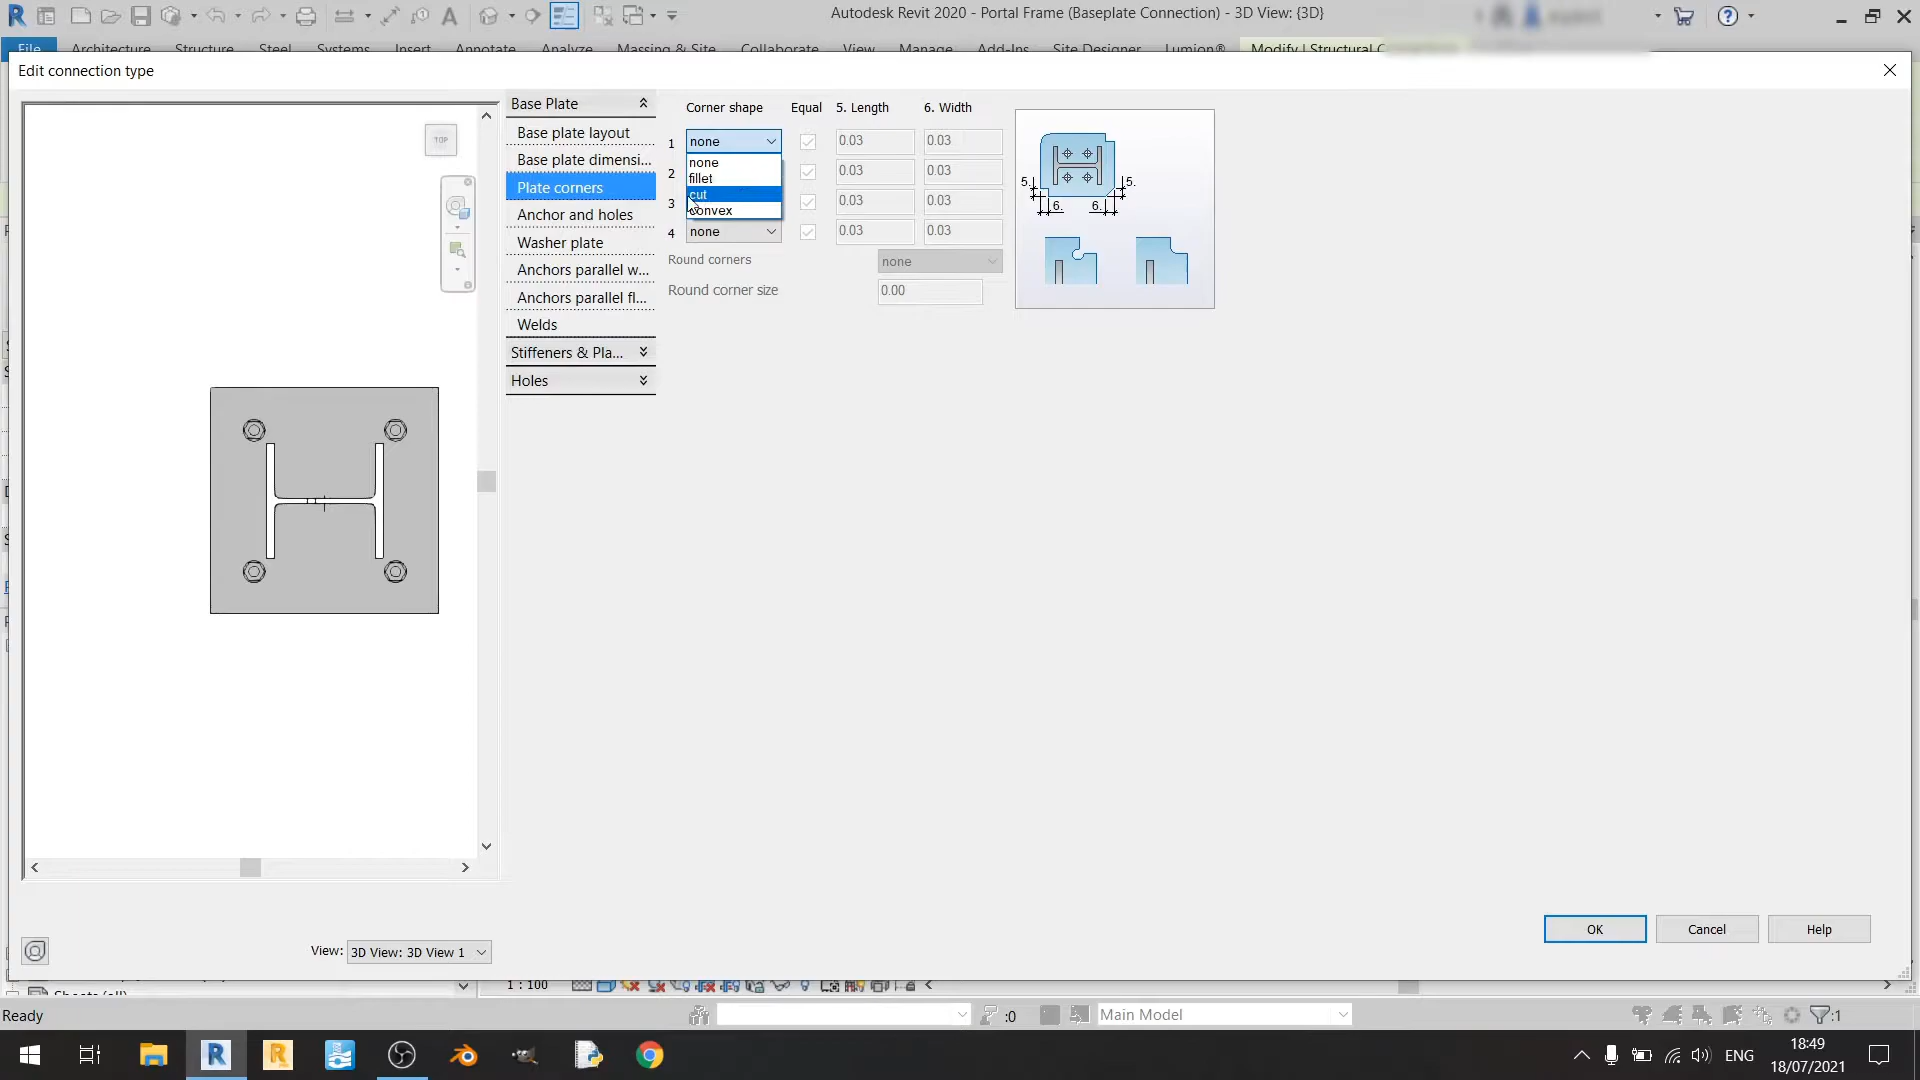 Autodesk Revit 2020 - Portal Frame (Baseplate Connection) - 3D View: {3D}
File Architecture Structure Steel Systems Insert Annotate Analyze Massing & Site Collaborate View Manage Add-Ins Site Designer Lumion® Modify | Structural C
Edit connection type
TOP
Base Plate
Base plate layout
Base plate dimensi...
Plate corners
Anchor and holes
Washer plate
Anchors parallel w...
Anchors parallel fl...
Welds
Stiffeners & Pla...
Holes
Corner shape Equal 5. Length 6. Width
1 none 0.03 0.03
none
fillet
cut
convex
2 0.03 0.03
3 0.03 0.03
4 none 0.03 0.03
Round corners none
Round corner size 0.00
5. 5.
6. 6.
OK Cancel Help
View: 3D View: 3D View 1
1 : 100
Ready :0 Main Model :1
ENG
18:49
18/07/2021